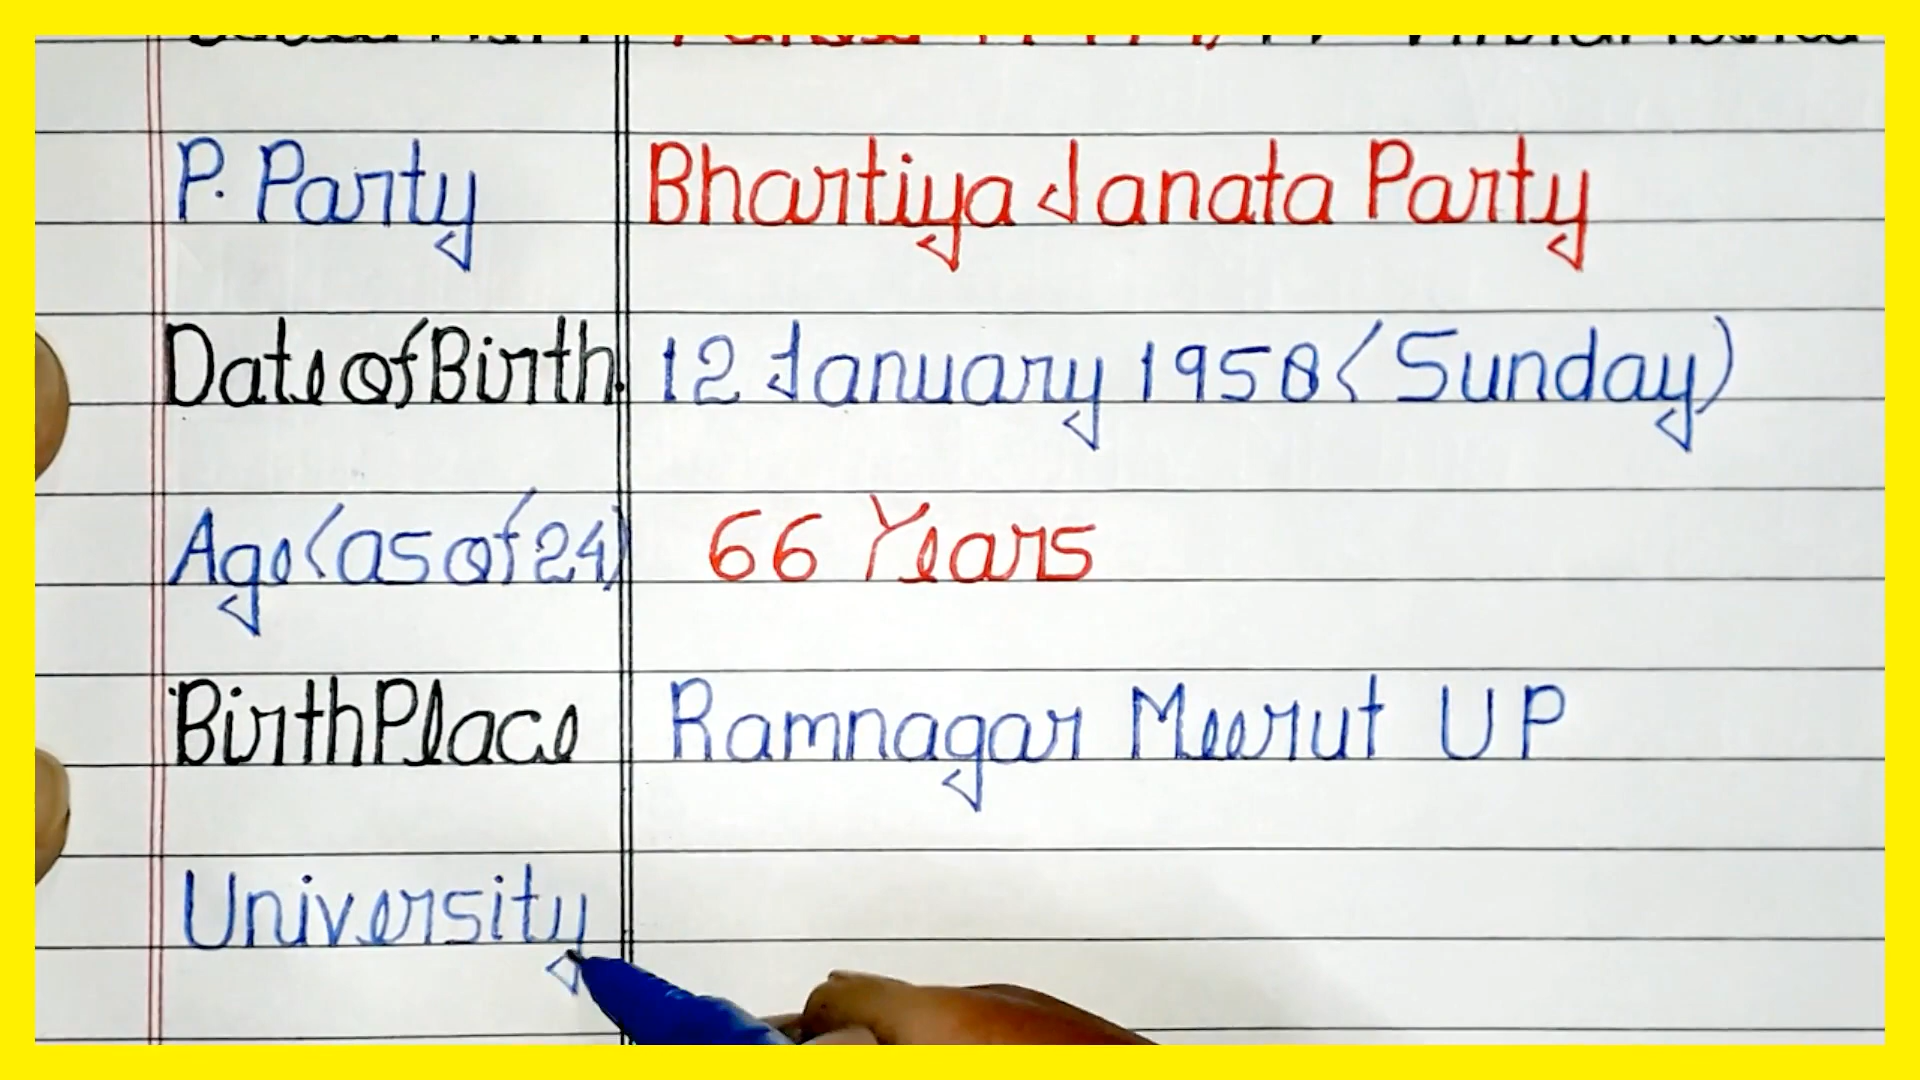 P. Party Bhartiya Janata Party
Date of Birth 12 January 1958 (Sunday)
Age (as of 24) 66 Years
Birth Place Ramnagar Meerut UP
University